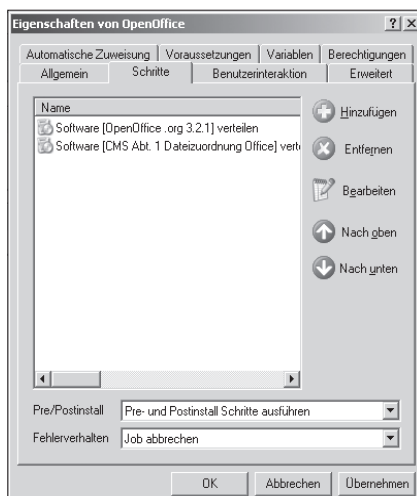 Eigenschaften von OpenOffice
Automatische Zuweisung Voraussetzungen Variablen Berechtigungen
Allgemein Schritte Benutzerinteraktion Erweitert
Name
Software [OpenOffice .org 3.2.1] verteilen
Software [CMS Abt. 1 Dateizuordnung Office] vert
Hinzufügen
Entfernen
Bearbeiten
Nach oben
Nach unten
Pre/Postinstall Pre- und Postinstall Schritte ausführen
Fehlerverhalten Job abbrechen
OK Abbrechen Übernehmen